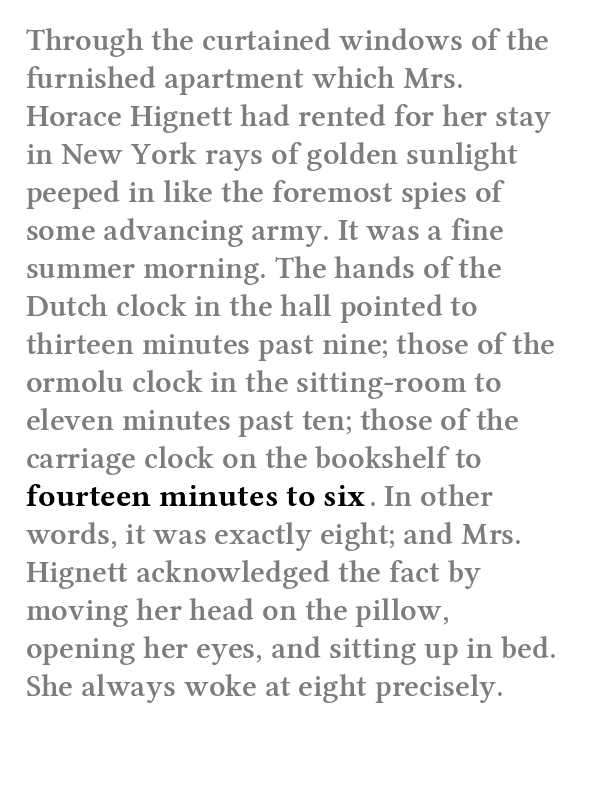 Through the curtained windows of the
furnished apartment which Mrs.
Horace Hignett had rented for her stay
in New York rays of golden sunlight
peeped in like the foremost spies of
some advancing army. It was a fine
summer morning. The hands of the
Dutch clock in the hall pointed to
thirteen minutes past nine; those of the
ormolu clock in the sitting-room to
eleven minutes past ten; those of the
carriage clock on the bookshelf to
fourteen minutes to six. In other
words, it was exactly eight; and Mrs.
Hignett acknowledged the fact by
moving her head on the pillow,
opening her eyes, and sitting up in bed.
She always woke at eight precisely.